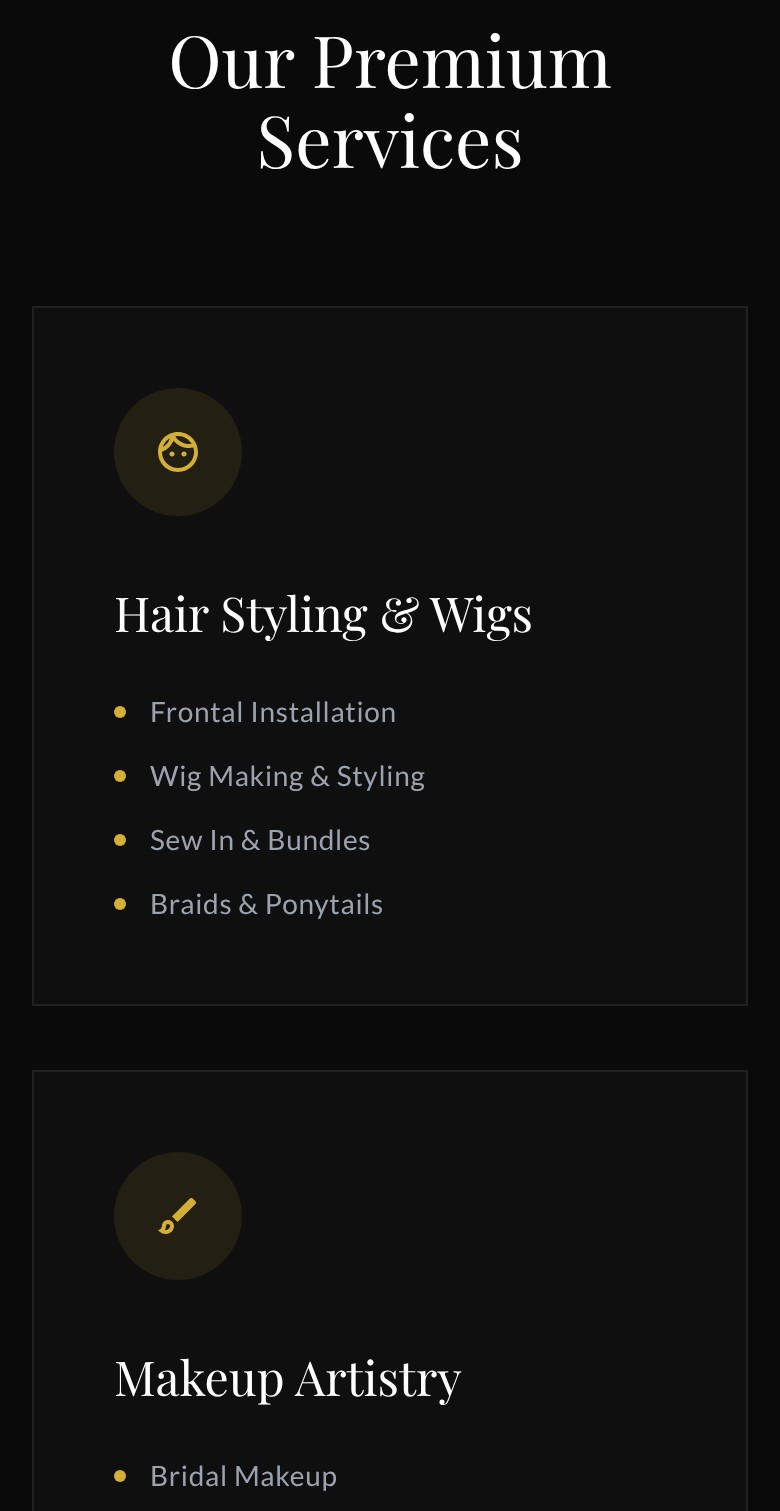 Our Premium
Services
Hair Styling & Wigs
Frontal Installation
Wig Making & Styling
Sew In & Bundles
Braids & Ponytails
Makeup Artistry
Bridal Makeup